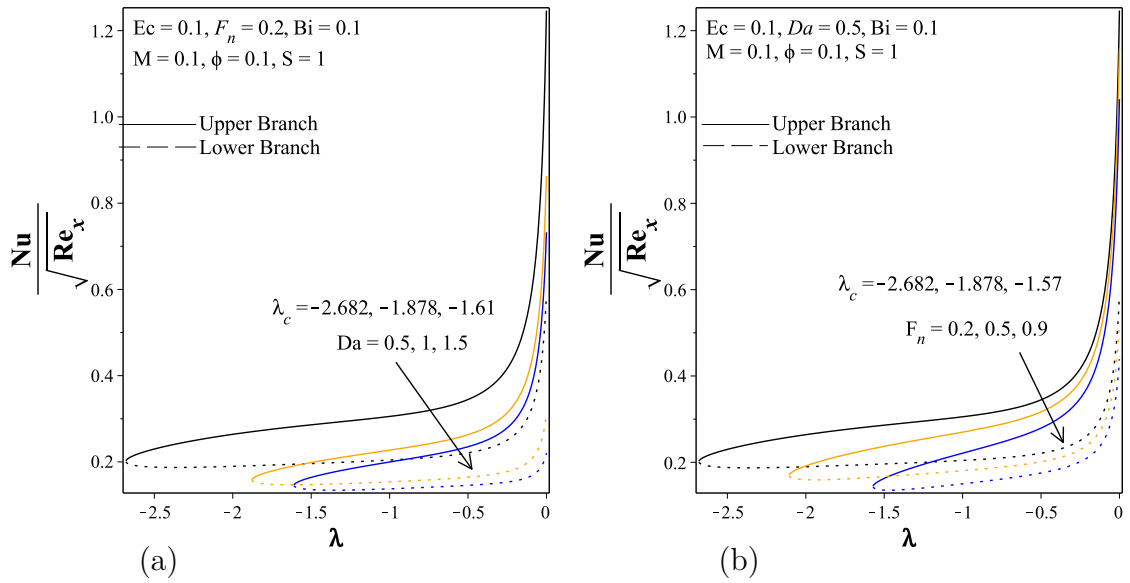 Ec = 0.1, F_n = 0.2, Bi = 0.1
M = 0.1, ϕ = 0.1, S = 1
Upper Branch
Lower Branch
λ_c = −2.682, −1.878, −1.61
Da = 0.5, 1, 1.5
1.2
1.0
0.8
0.6
0.4
0.2
Nu
√Re_x
−2.5 −2 −1.5 −1 −0.5 0
λ
(a)
Ec = 0.1, Da = 0.5, Bi = 0.1
M = 0.1, ϕ = 0.1, S = 1
Upper Branch
Lower Branch
λ_c = −2.682, −1.878, −1.57
F_n = 0.2, 0.5, 0.9
1.2
1.0
0.8
0.6
0.4
0.2
Nu
√Re_x
−2.5 −2 −1.5 −1 −0.5 0
λ
(b)